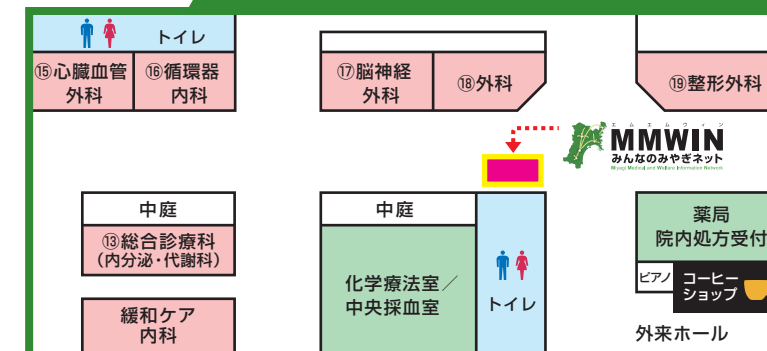 トイレ
⑮心臓血管
外科
⑯循環器
内科
⑰脳神経
外科
⑱外科
⑲整形外科
エム エム ウィン
MMWIN
みんなのみやぎネット
Miyagi Medical and Welfare Information Network
中庭
⑬総合診療科
（内分泌・代謝科）
緩和ケア
内科
中庭
化学療法室／
中央採血室
トイレ
薬局
院内処方受付
ピアノ
コーヒー
ショップ
外来ホール